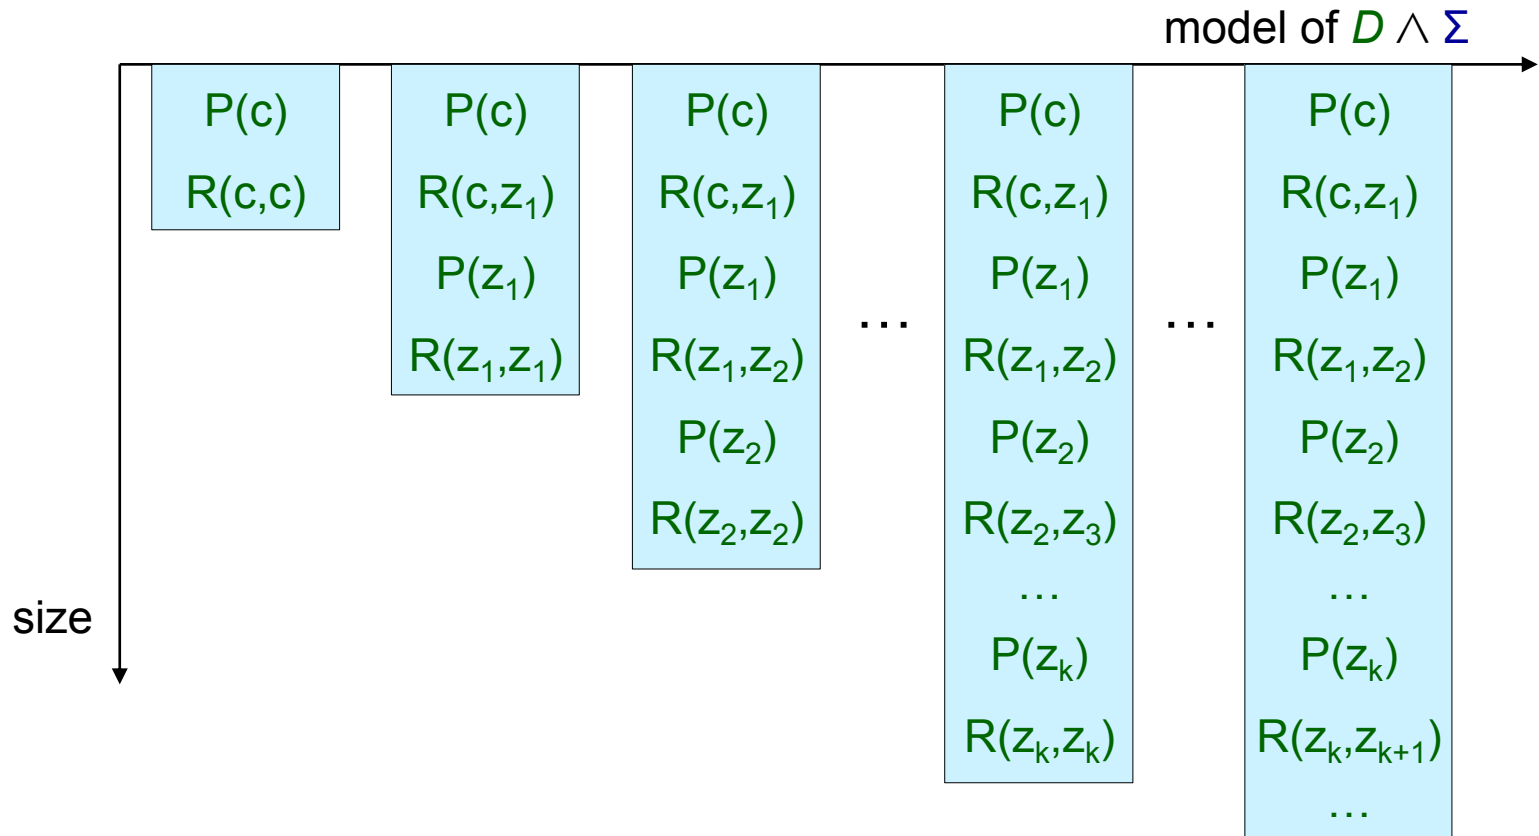 model of D ∧ Σ
P(c)
R(c,c)
P(c)
R(c,z₁)
P(z₁)
R(z₁,z₁)
P(c)
R(c,z₁)
P(z₁)
R(z₁,z₂)
P(z₂)
R(z₂,z₂)
…
P(c)
R(c,z₁)
P(z₁)
R(z₁,z₂)
P(z₂)
R(z₂,z₃)
…
P(zₖ)
R(zₖ,zₖ)
…
P(c)
R(c,z₁)
P(z₁)
R(z₁,z₂)
P(z₂)
R(z₂,z₃)
…
P(zₖ)
R(zₖ,zₖ₊₁)
…
size